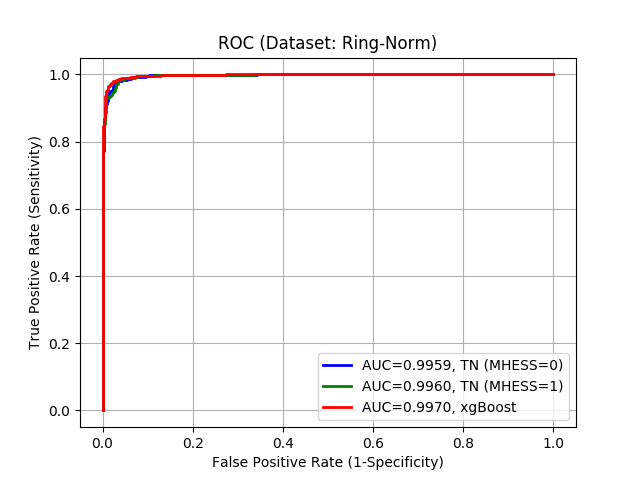 ROC (Dataset: Ring-Norm)
True Positive Rate (Sensitivity)
1.0
0.8
0.6
0.4
0.2
0.0
AUC=0.9959, TN (MHESS=0)
AUC=0.9960, TN (MHESS=1)
AUC=0.9970, xgBoost
0.0 0.2 0.4 0.6 0.8 1.0
False Positive Rate (1-Specificity)